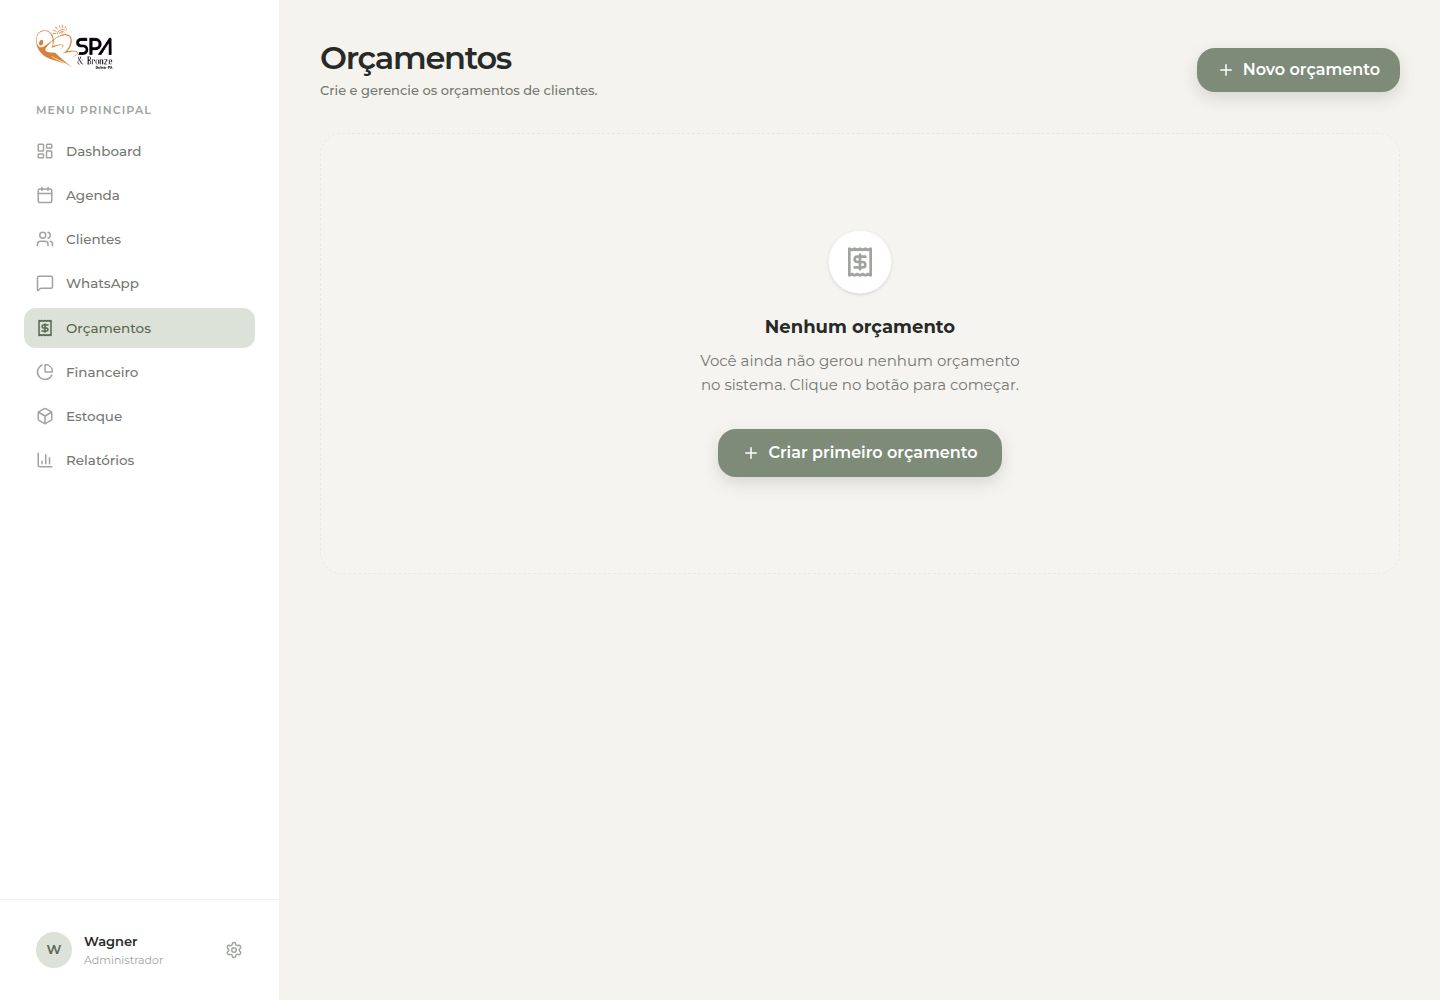 SPA
& Bronze
MENU PRINCIPAL
Dashboard
Agenda
Clientes
WhatsApp
Orçamentos
Financeiro
Estoque
Relatórios
W
Wagner
Administrador
Orçamentos
Crie e gerencie os orçamentos de clientes.
Novo orçamento
Nenhum orçamento
Você ainda não gerou nenhum orçamento
no sistema. Clique no botão para começar.
Criar primeiro orçamento